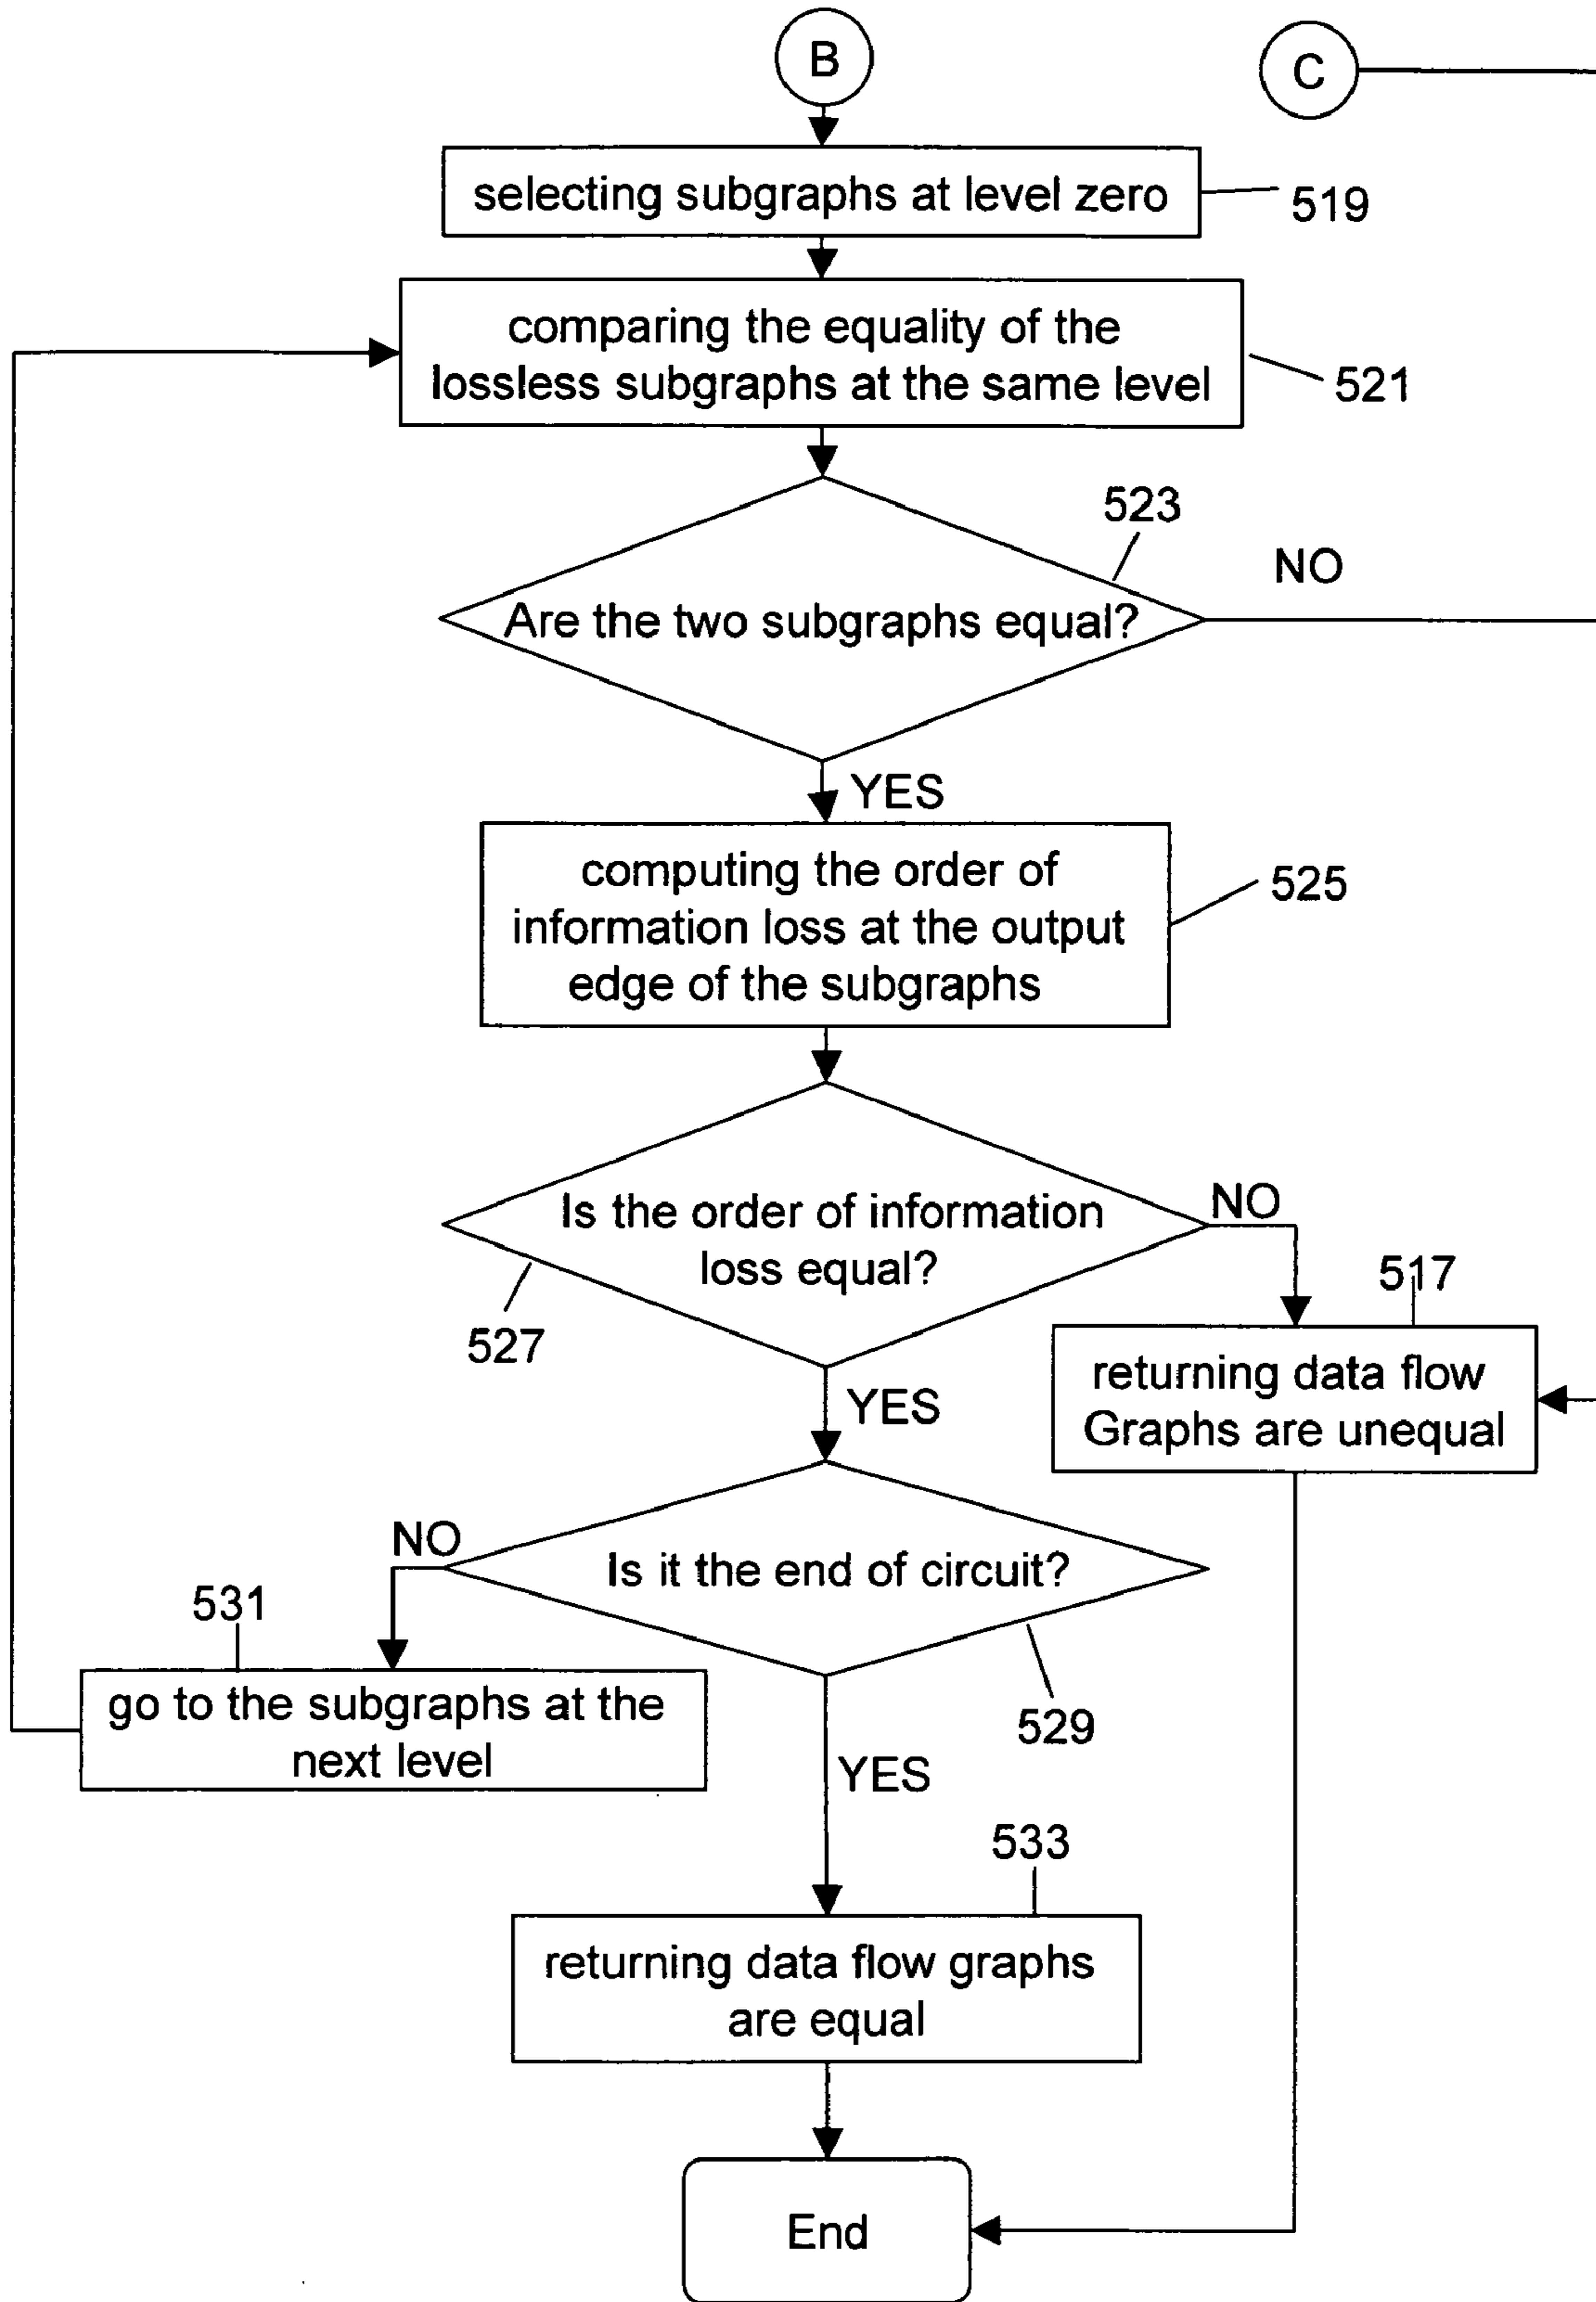 B
C
selecting subgraphs at level zero
519
comparing the equality of the
lossless subgraphs at the same level
521
523
NO
Are the two subgraphs equal?
YES
computing the order of
information loss at the output
edge of the subgraphs
525
Is the order of information
loss equal?
NO
527
517
returning data flow
Graphs are unequal
YES
NO
Is it the end of circuit?
531
go to the subgraphs at the
next level
529
YES
533
returning data flow graphs
are equal
End